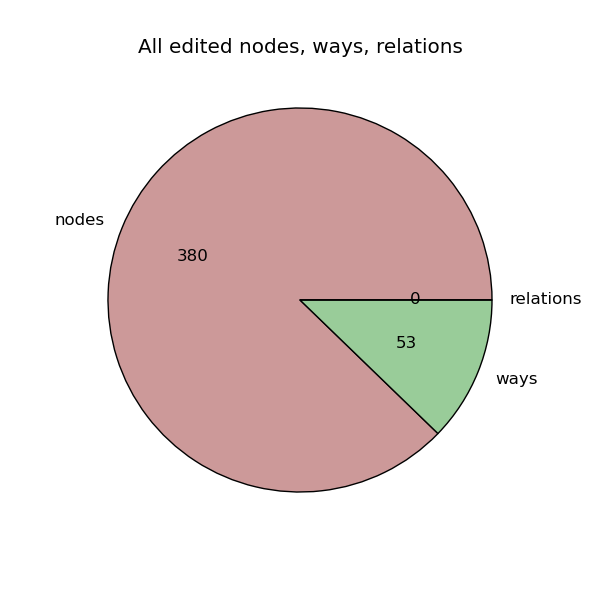 All edited nodes, ways, relations
nodes
380
0
relations
53
ways